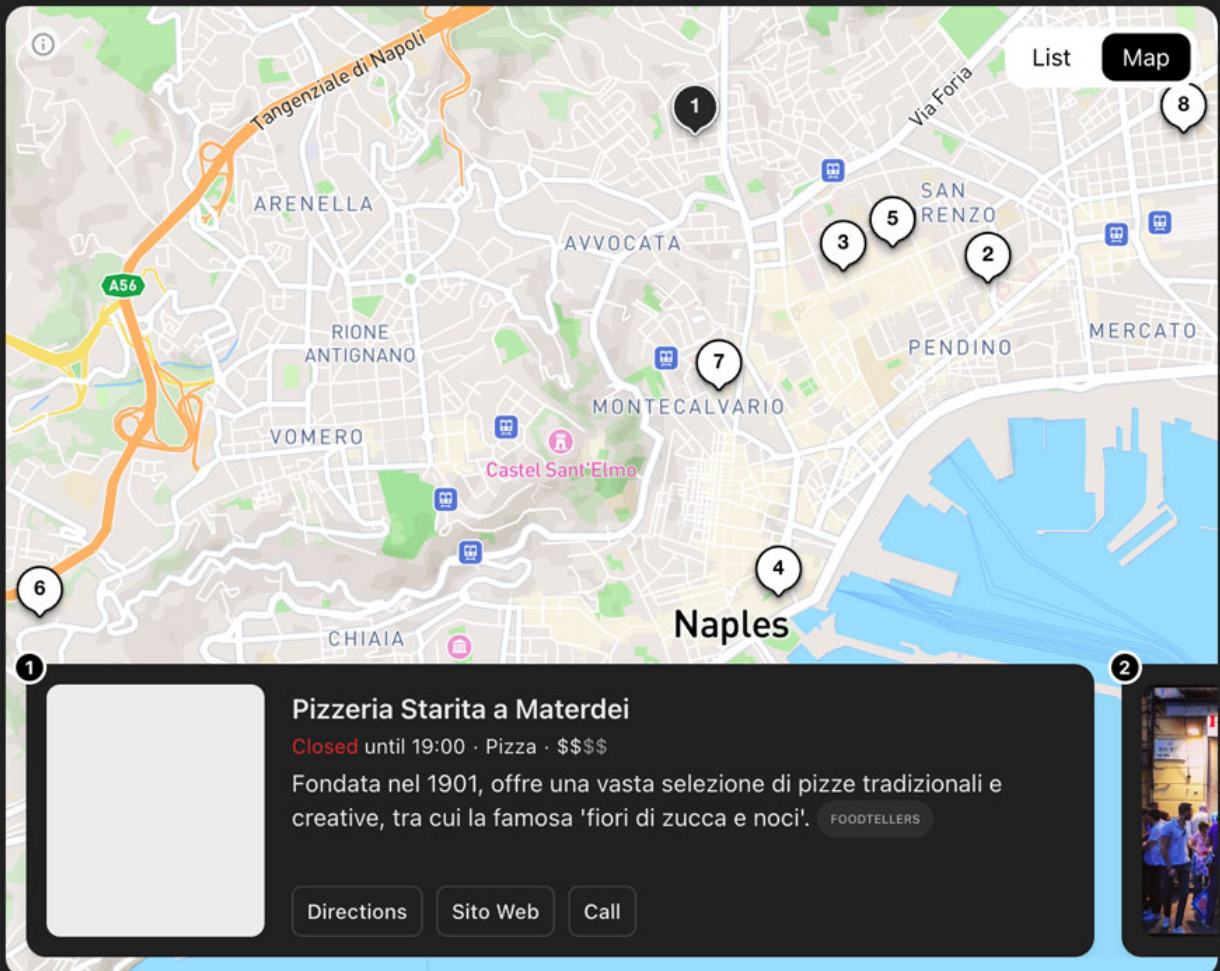 Tangenziale di Napoli
List
Map
1
8
Via Foria
ARENELLA
SAN
RENZO
5
3
AVVOCATA
2
A56
RIONE
ANTIGNANO
MERCATO
PENDINO
7
MONTECALVARIO
VOMERO
Castel Sant'Elmo
6
4
Naples
CHIAIA
1
2
Pizzeria Starita a Materdei
Closed until 19:00 · Pizza · $$$$
Fondata nel 1901, offre una vasta selezione di pizze tradizionali e
creative, tra cui la famosa 'fiori di zucca e noci'. FOODTELLERS
Directions
Sito Web
Call